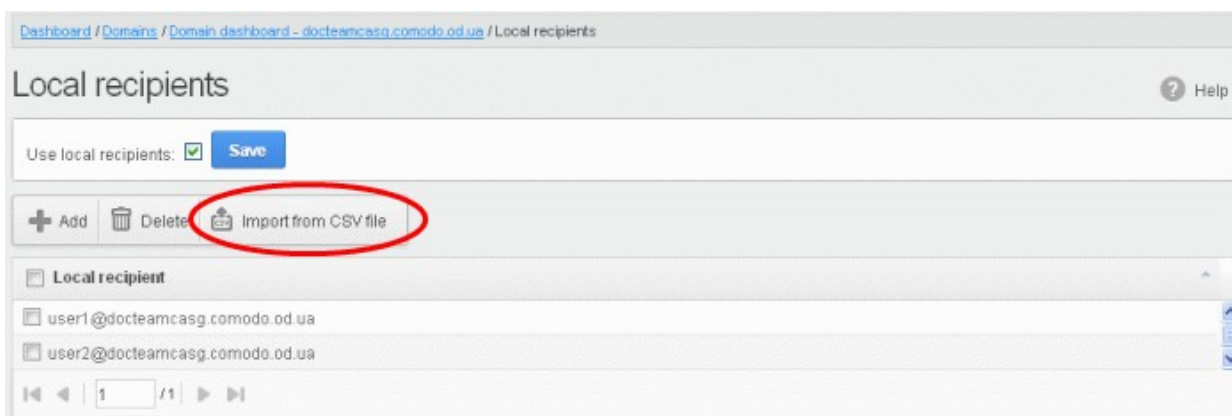 Dashboard / Domains / Domain dashboard - docteamcasg.comodo.od.ua / Local recipients
Local recipients
Help
Use local recipients: Save
Add Delete Import from CSV file
Local recipient
user1@docteamcasg.comodo.od.ua
user2@docteamcasg.comodo.od.ua
1 /1